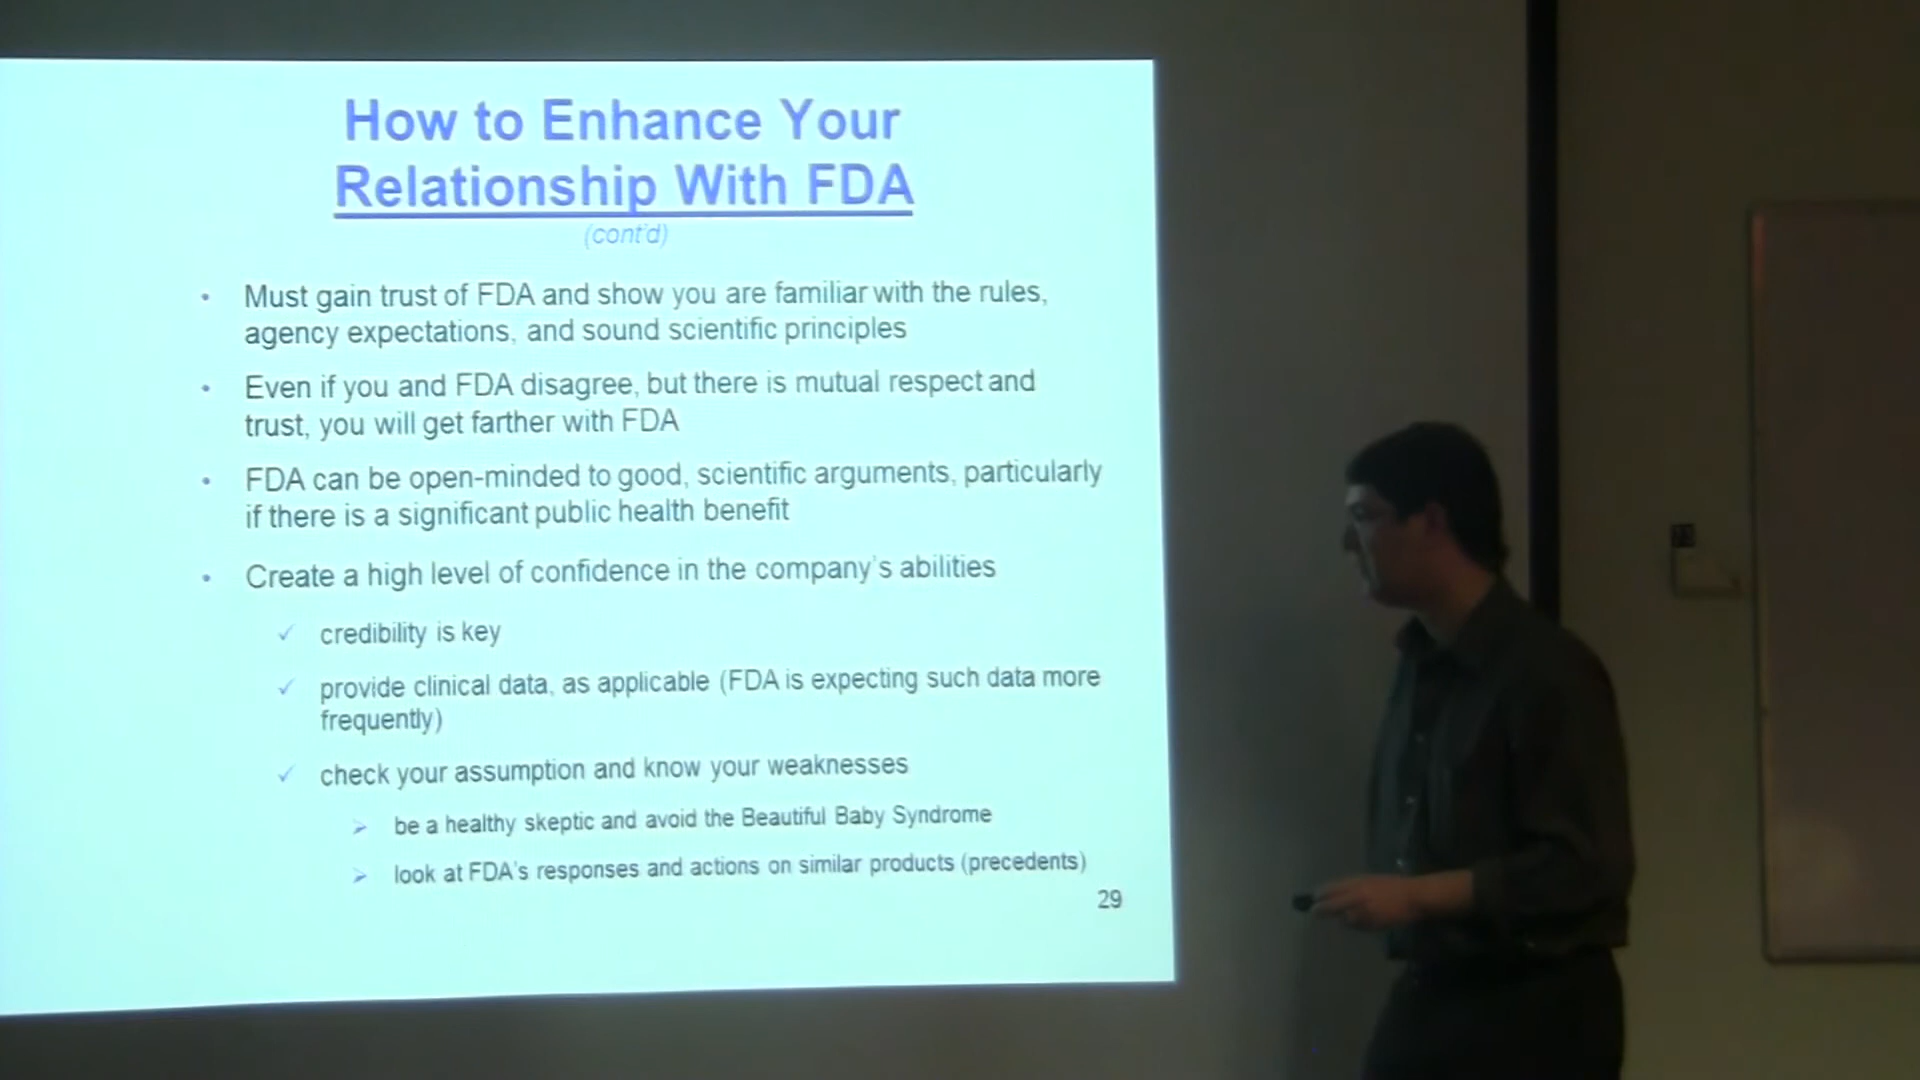 How to Enhance Your
Relationship With FDA
(cont'd)
• Must gain trust of FDA and show you are familiar with the rules,
agency expectations, and sound scientific principles
• Even if you and FDA disagree, but there is mutual respect and
trust, you will get farther with FDA
• FDA can be open-minded to good, scientific arguments, particularly
if there is a significant public health benefit
• Create a high level of confidence in the company's abilities
✓ credibility is key
✓ provide clinical data, as applicable (FDA is expecting such data more
frequently)
✓ check your assumption and know your weaknesses
➢ be a healthy skeptic and avoid the Beautiful Baby Syndrome
➢ look at FDA's responses and actions on similar products (precedents)
29